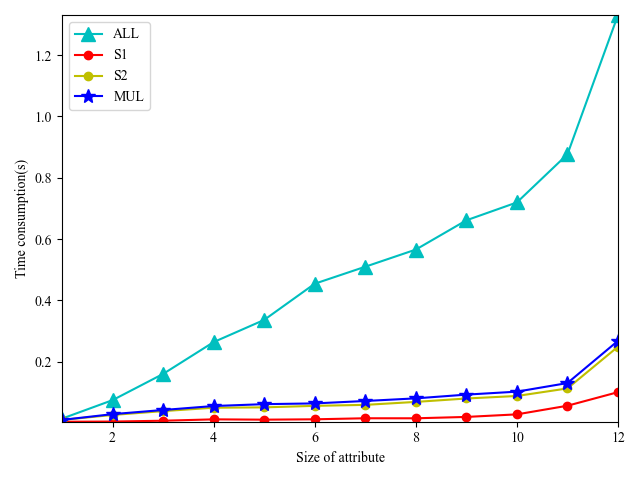 ALL
S1
S2
MUL
1.2
1.0
0.8
0.6
0.4
0.2
Time consumption(s)
2 4 6 8 10 12
Size of attribute